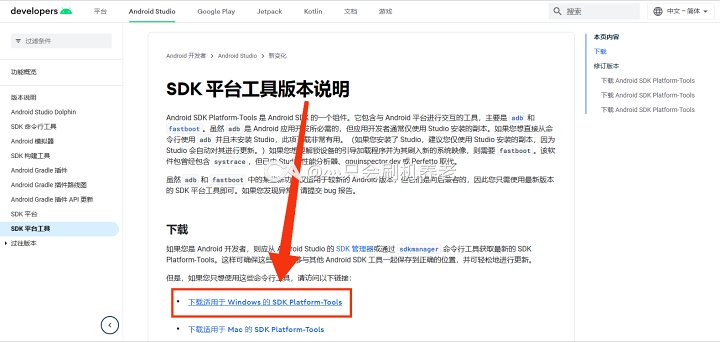 developers
平台
Android Studio
Google Play
Jetpack
Kotlin
文档
游戏
搜索
中文 – 简体
过滤条件
功能概览
版本说明
Android Studio Dolphin
SDK 命令行工具
Android 模拟器
SDK 构建工具
Android Gradle 插件
Android Gradle 插件路线图
Android Gradle 插件 API 更新
SDK 平台
SDK 平台工具
过往版本
Android 开发者 > Android Studio > 新变化
SDK 平台工具版本说明
Android SDK Platform-Tools 是 Android SDK 的一个组件。它包含与 Android 平台进行交互的工具，主要是 adb 和
fastboot。虽然 adb 是 Android 应用开发所必需的，但应用开发者通常仅使用 Studio 安装的副本。如果您想直接从命
令行使用 adb 并且未安装 Studio，此项下载非常有用。（如果您安装了 Studio，建议您仅使用 Studio 安装的副本，因为
Studio 会自动对其进行更新。）如果您想解锁设备的引导加载程序并为刷入新的系统映像，则需要 fastboot。该软
件包曾经包含 systrace，但已由 Studio 性能分析器、gpuinspector.dev 或 Perfetto 取代。
虽然 adb 和 fastboot 中的某些新功能仅适用于较新的 Android 版本，但它们是向后兼容的，因此您只需使用最新版本
的 SDK 平台工具即可。如果您发现异常，请提交 bug 报告。
只会刷机养老
下载
如果您是 Android 开发者，则应从 Android Studio 的 SDK 管理器或通过 sdkmanager 命令行工具获取最新的 SDK
Platform-Tools。这样可确保这些工具与其他 Android SDK 工具一起保存到正确的位置，并可轻松地进行更新。
但是，如果您只想使用这些命令行工具，请访问以下链接：
下载适用于 Windows 的 SDK Platform-Tools
下载适用于 Mac 的 SDK Platform-Tools
本页内容
下载
修订版本
下载 Android SDK Platform-Tools
下载 Android SDK Platform-Tools
下载 Android SDK Platform-Tools